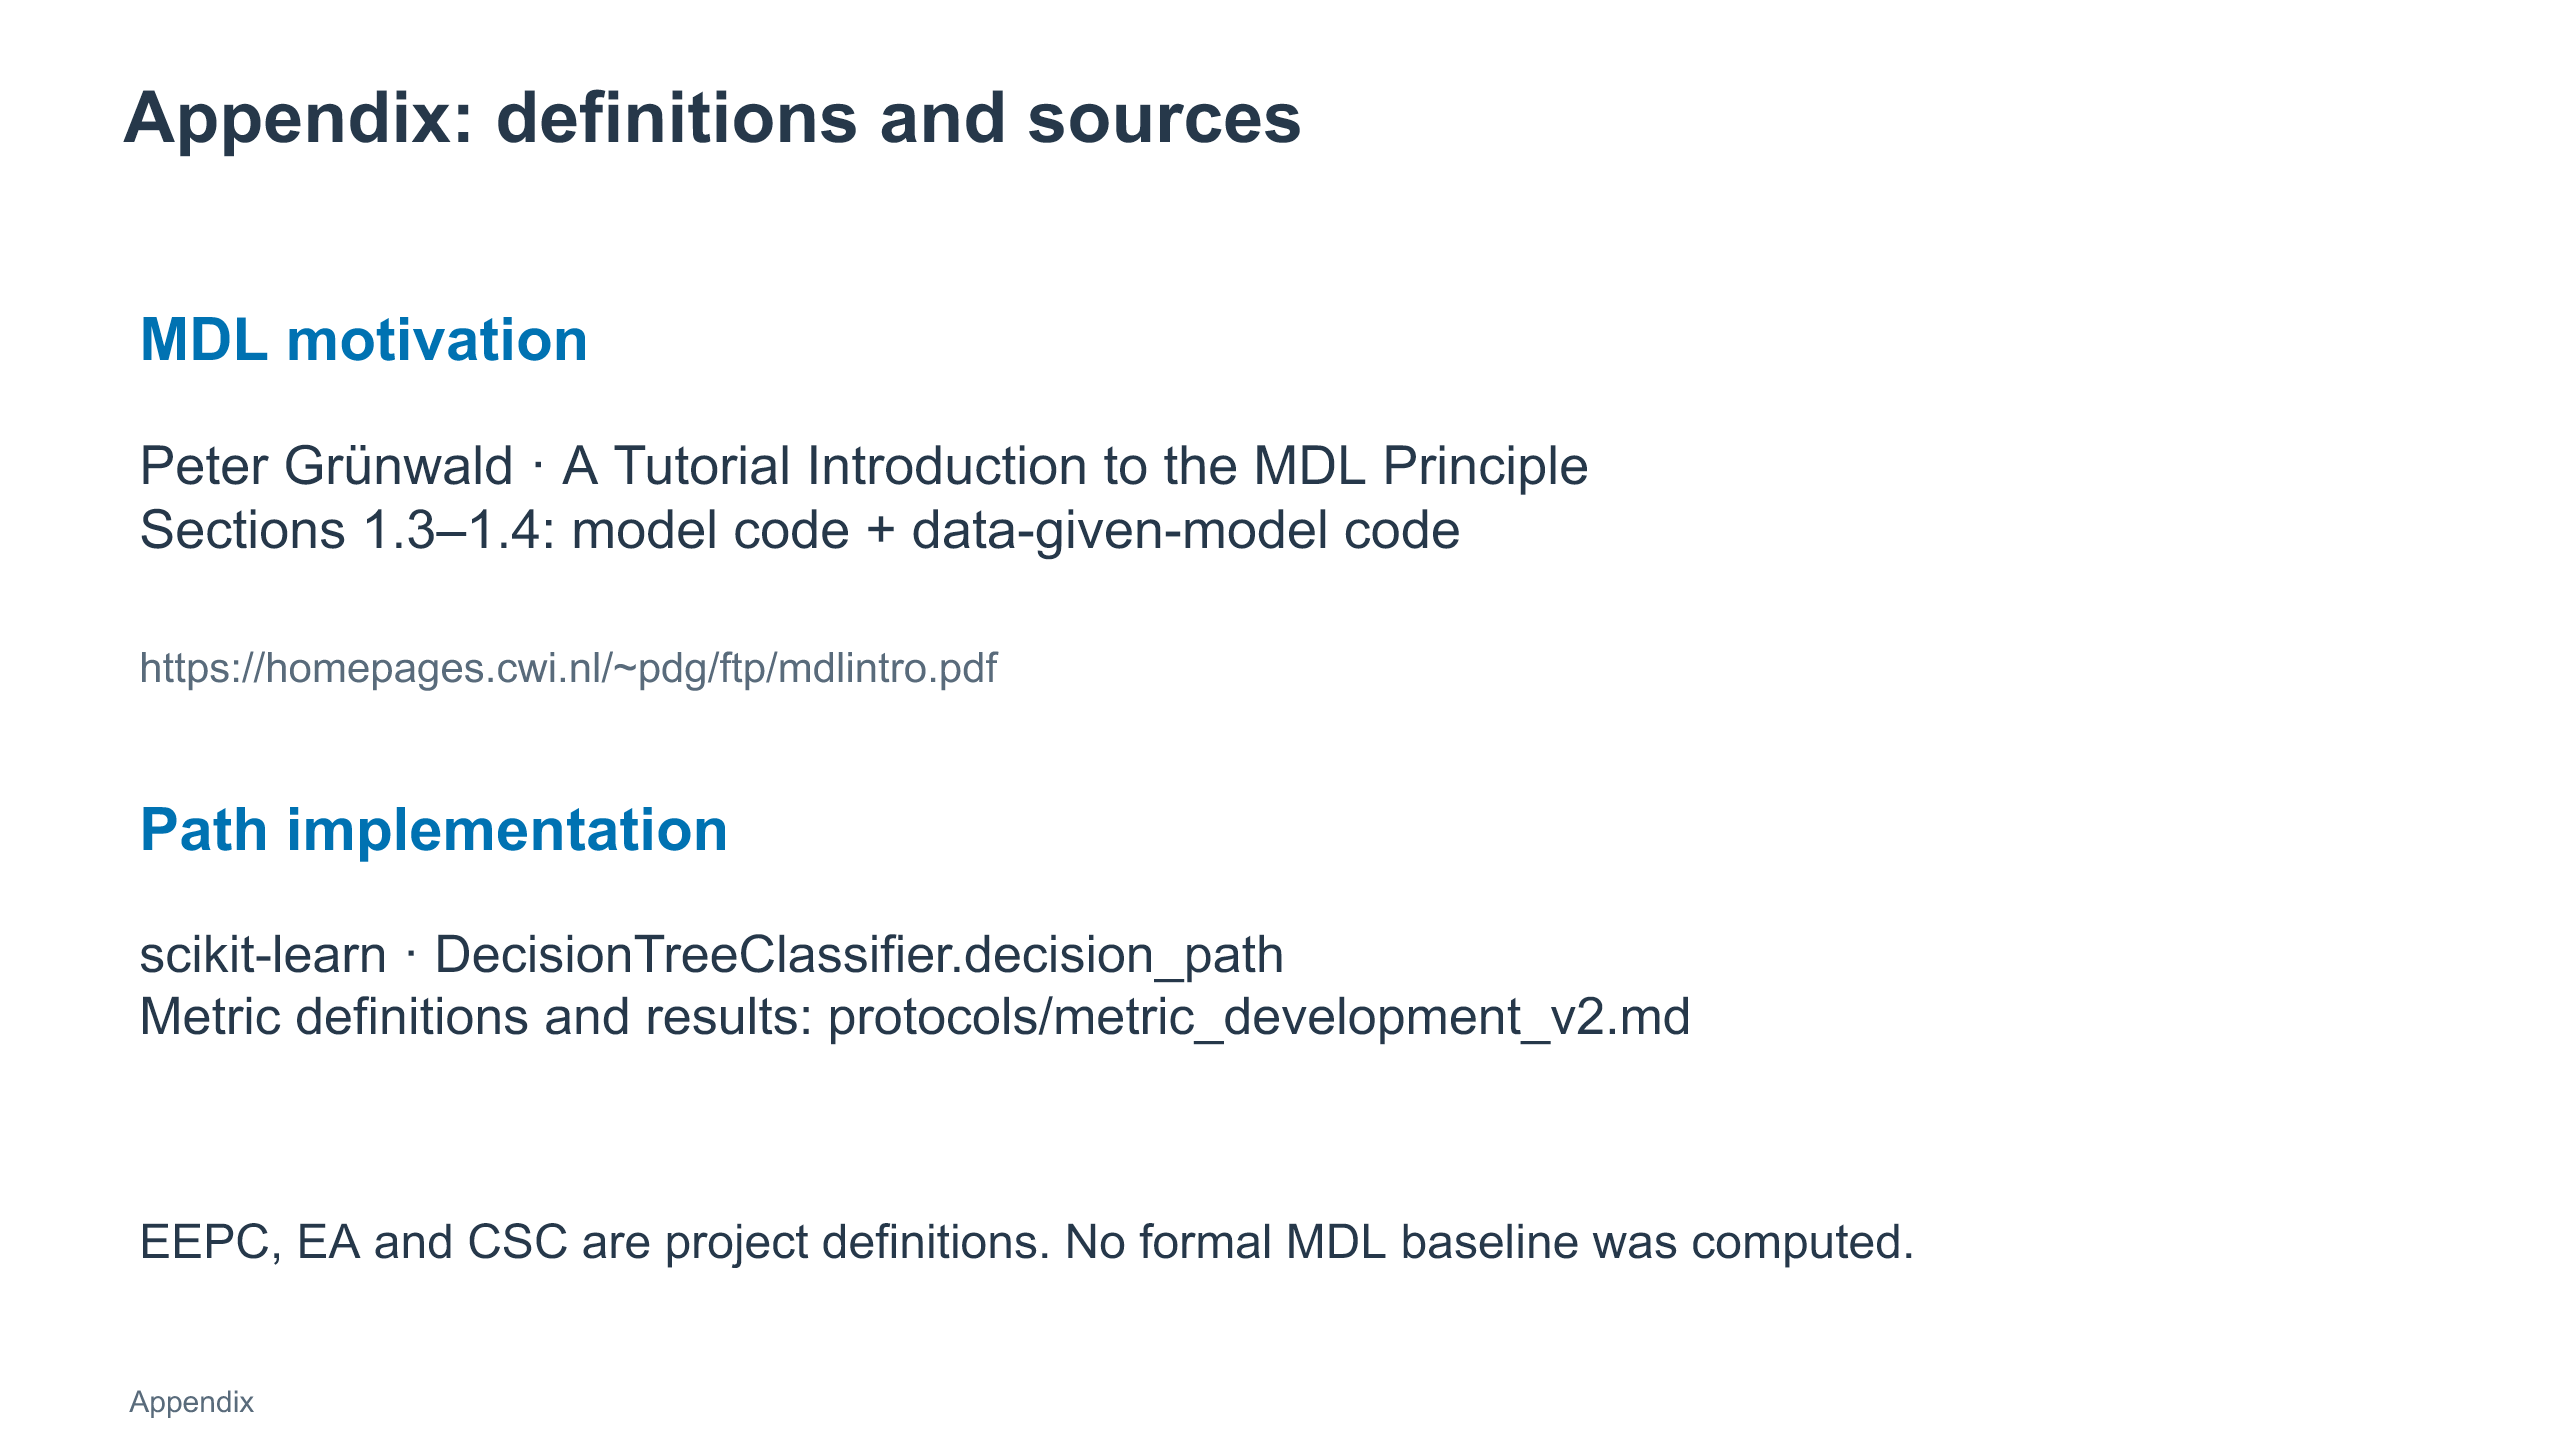 Appendix: definitions and sources
MDL motivation
Peter Grünwald · A Tutorial Introduction to the MDL Principle
Sections 1.3–1.4: model code + data-given-model code
https://homepages.cwi.nl/~pdg/ftp/mdlintro.pdf
Path implementation
scikit-learn · DecisionTreeClassifier.decision_path
Metric definitions and results: protocols/metric_development_v2.md
EEPC, EA and CSC are project definitions. No formal MDL baseline was computed.
Appendix